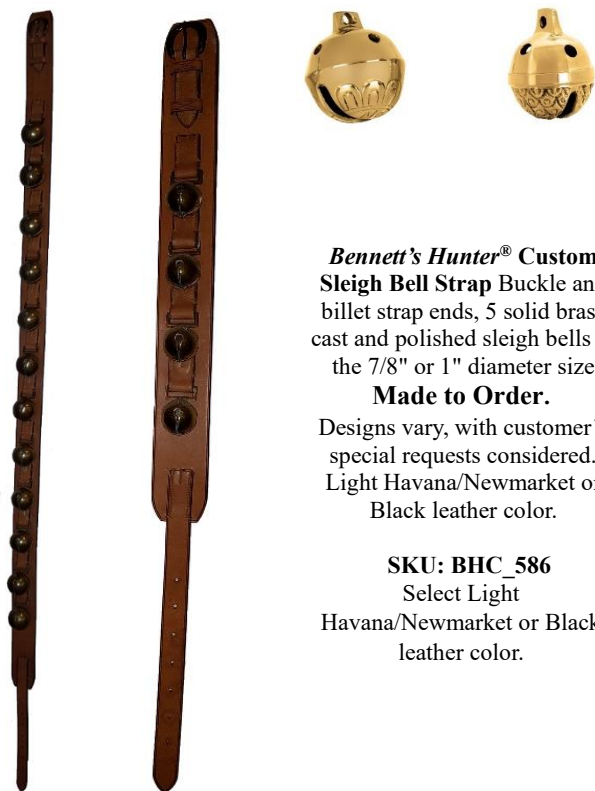 Bennett's Hunter® Custom
Sleigh Bell Strap Buckle an
billet strap ends, 5 solid bras
cast and polished sleigh bells
the 7/8" or 1" diameter size
Made to Order.
Designs vary, with customer'
special requests considered.
Light Havana/Newmarket o
Black leather color.
SKU: BHC_586
Select Light
Havana/Newmarket or Black
leather color.